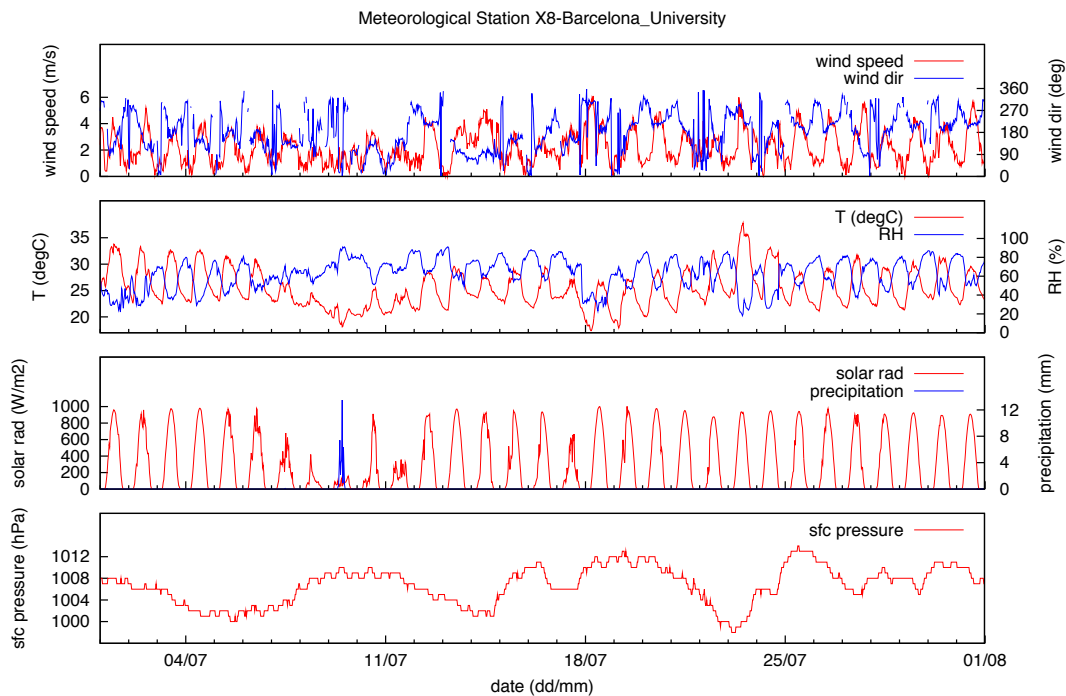 Meteorological Station X8-Barcelona_University
wind speed (m/s)
6
4
2
0
wind speed
wind dir
360
270
180
90
0
wind dir (deg)
T (degC)
35
30
25
20
T (degC)
RH
100
80
60
40
20
0
RH (%)
solar rad (W/m2)
1000
800
600
400
200
0
solar rad
precipitation
12
8
4
0
precipitation (mm)
sfc pressure (hPa)
1012
1008
1004
1000
sfc pressure
04/07 11/07 18/07 25/07 01/08
date (dd/mm)